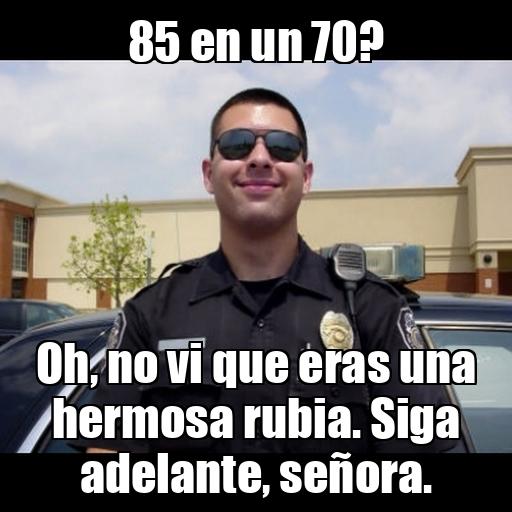 85 en un 70?
Oh, no vi que eras una
hermosa rubia. Siga
adelante, señora.